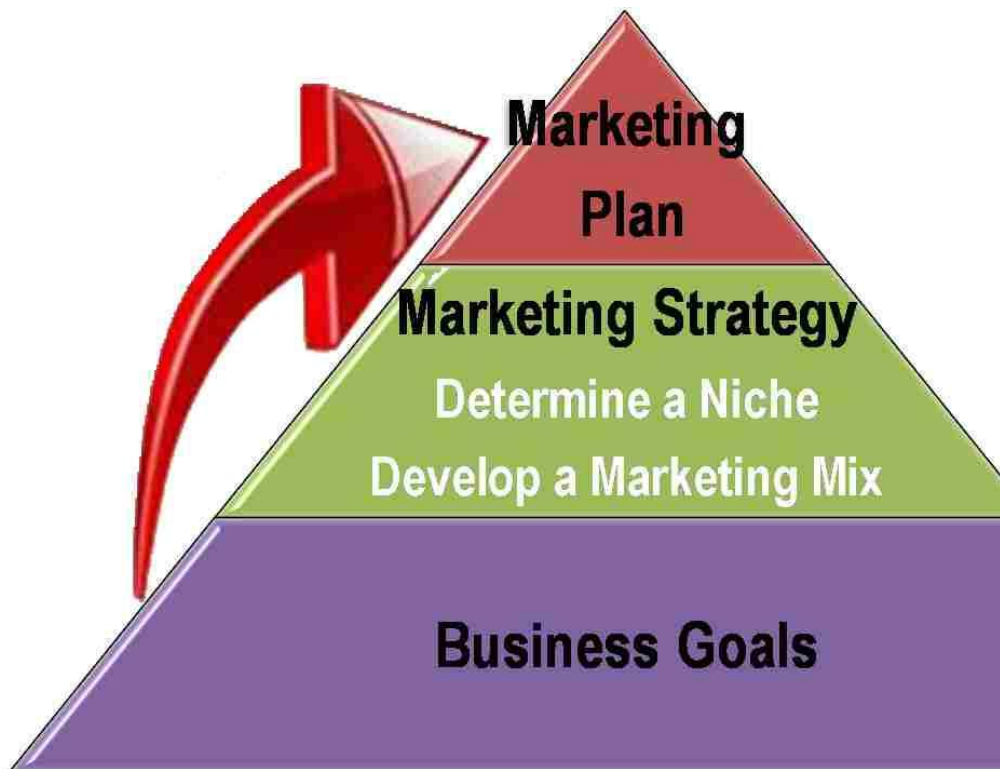 Marketing
Plan
Marketing Strategy
Determine a Niche
Develop a Marketing Mix
Business Goals